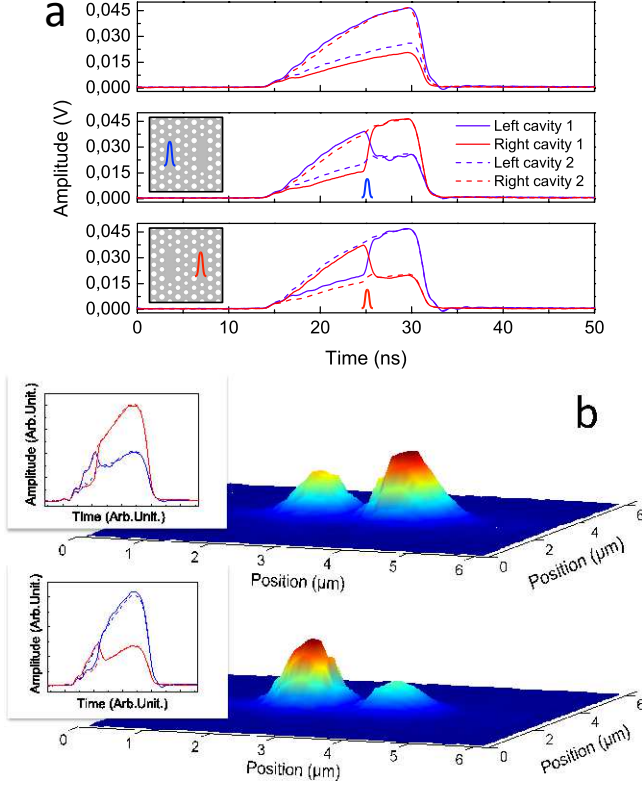 a
0,045
0,030
0,015
0,000
0,045
0,030
0,015
0,000
0,045
0,030
0,015
0,000
Amplitude (V)
Left cavity 1
Right cavity 1
Left cavity 2
Right cavity 2
0 10 20 30 40 50
Time (ns)
b
Amplitude (Arb.Unit.)
Time (Arb.Unit.)
0 1 2 3 4 5 6
Position (μm)
0 2 4 6
Position (μm)
Amplitude (Arb.Unit.)
Time (Arb.Unit.)
0 1 2 3 4 5 6
Position (μm)
0 2 4 6
Position (μm)